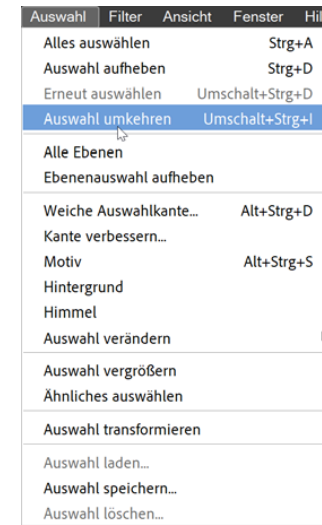 Auswahl Filter Ansicht Fenster
Alles auswählen Strg+A
Auswahl aufheben Strg+D
Erneut auswählen Umschalt+Strg+D
Auswahl umkehren Umschalt+Strg+I
Alle Ebenen
Ebenenauswahl aufheben
Weiche Auswahlkante... Alt+Strg+D
Kante verbessern...
Motiv Alt+Strg+S
Hintergrund
Himmel
Auswahl verändern
Auswahl vergrößern
Ähnliches auswählen
Auswahl transformieren
Auswahl laden...
Auswahl speichern...
Auswahl löschen...